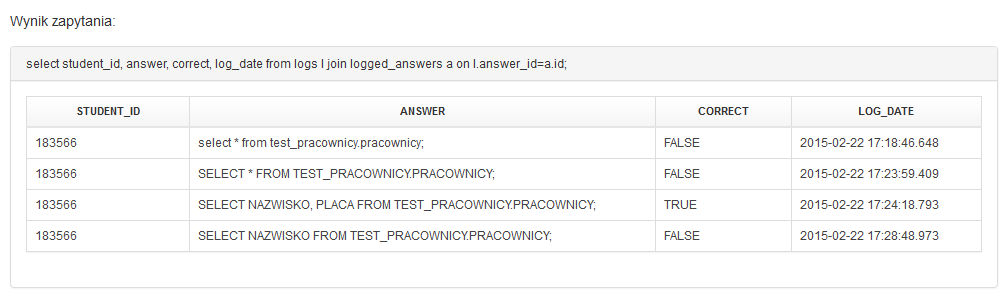 Wynik zapytania:
select student_id, answer, correct, log_date from logs l join logged_answers a on l.answer_id=a.id;
STUDENT_ID ANSWER CORRECT LOG_DATE
183566 select * from test_pracownicy.pracownicy; FALSE 2015-02-22 17:18:46.648
183566 SELECT * FROM TEST_PRACOWNICY.PRACOWNICY; FALSE 2015-02-22 17:23:59.409
183566 SELECT NAZWISKO, PLACA FROM TEST_PRACOWNICY.PRACOWNICY; TRUE 2015-02-22 17:24:18.793
183566 SELECT NAZWISKO FROM TEST_PRACOWNICY.PRACOWNICY; FALSE 2015-02-22 17:28:48.973